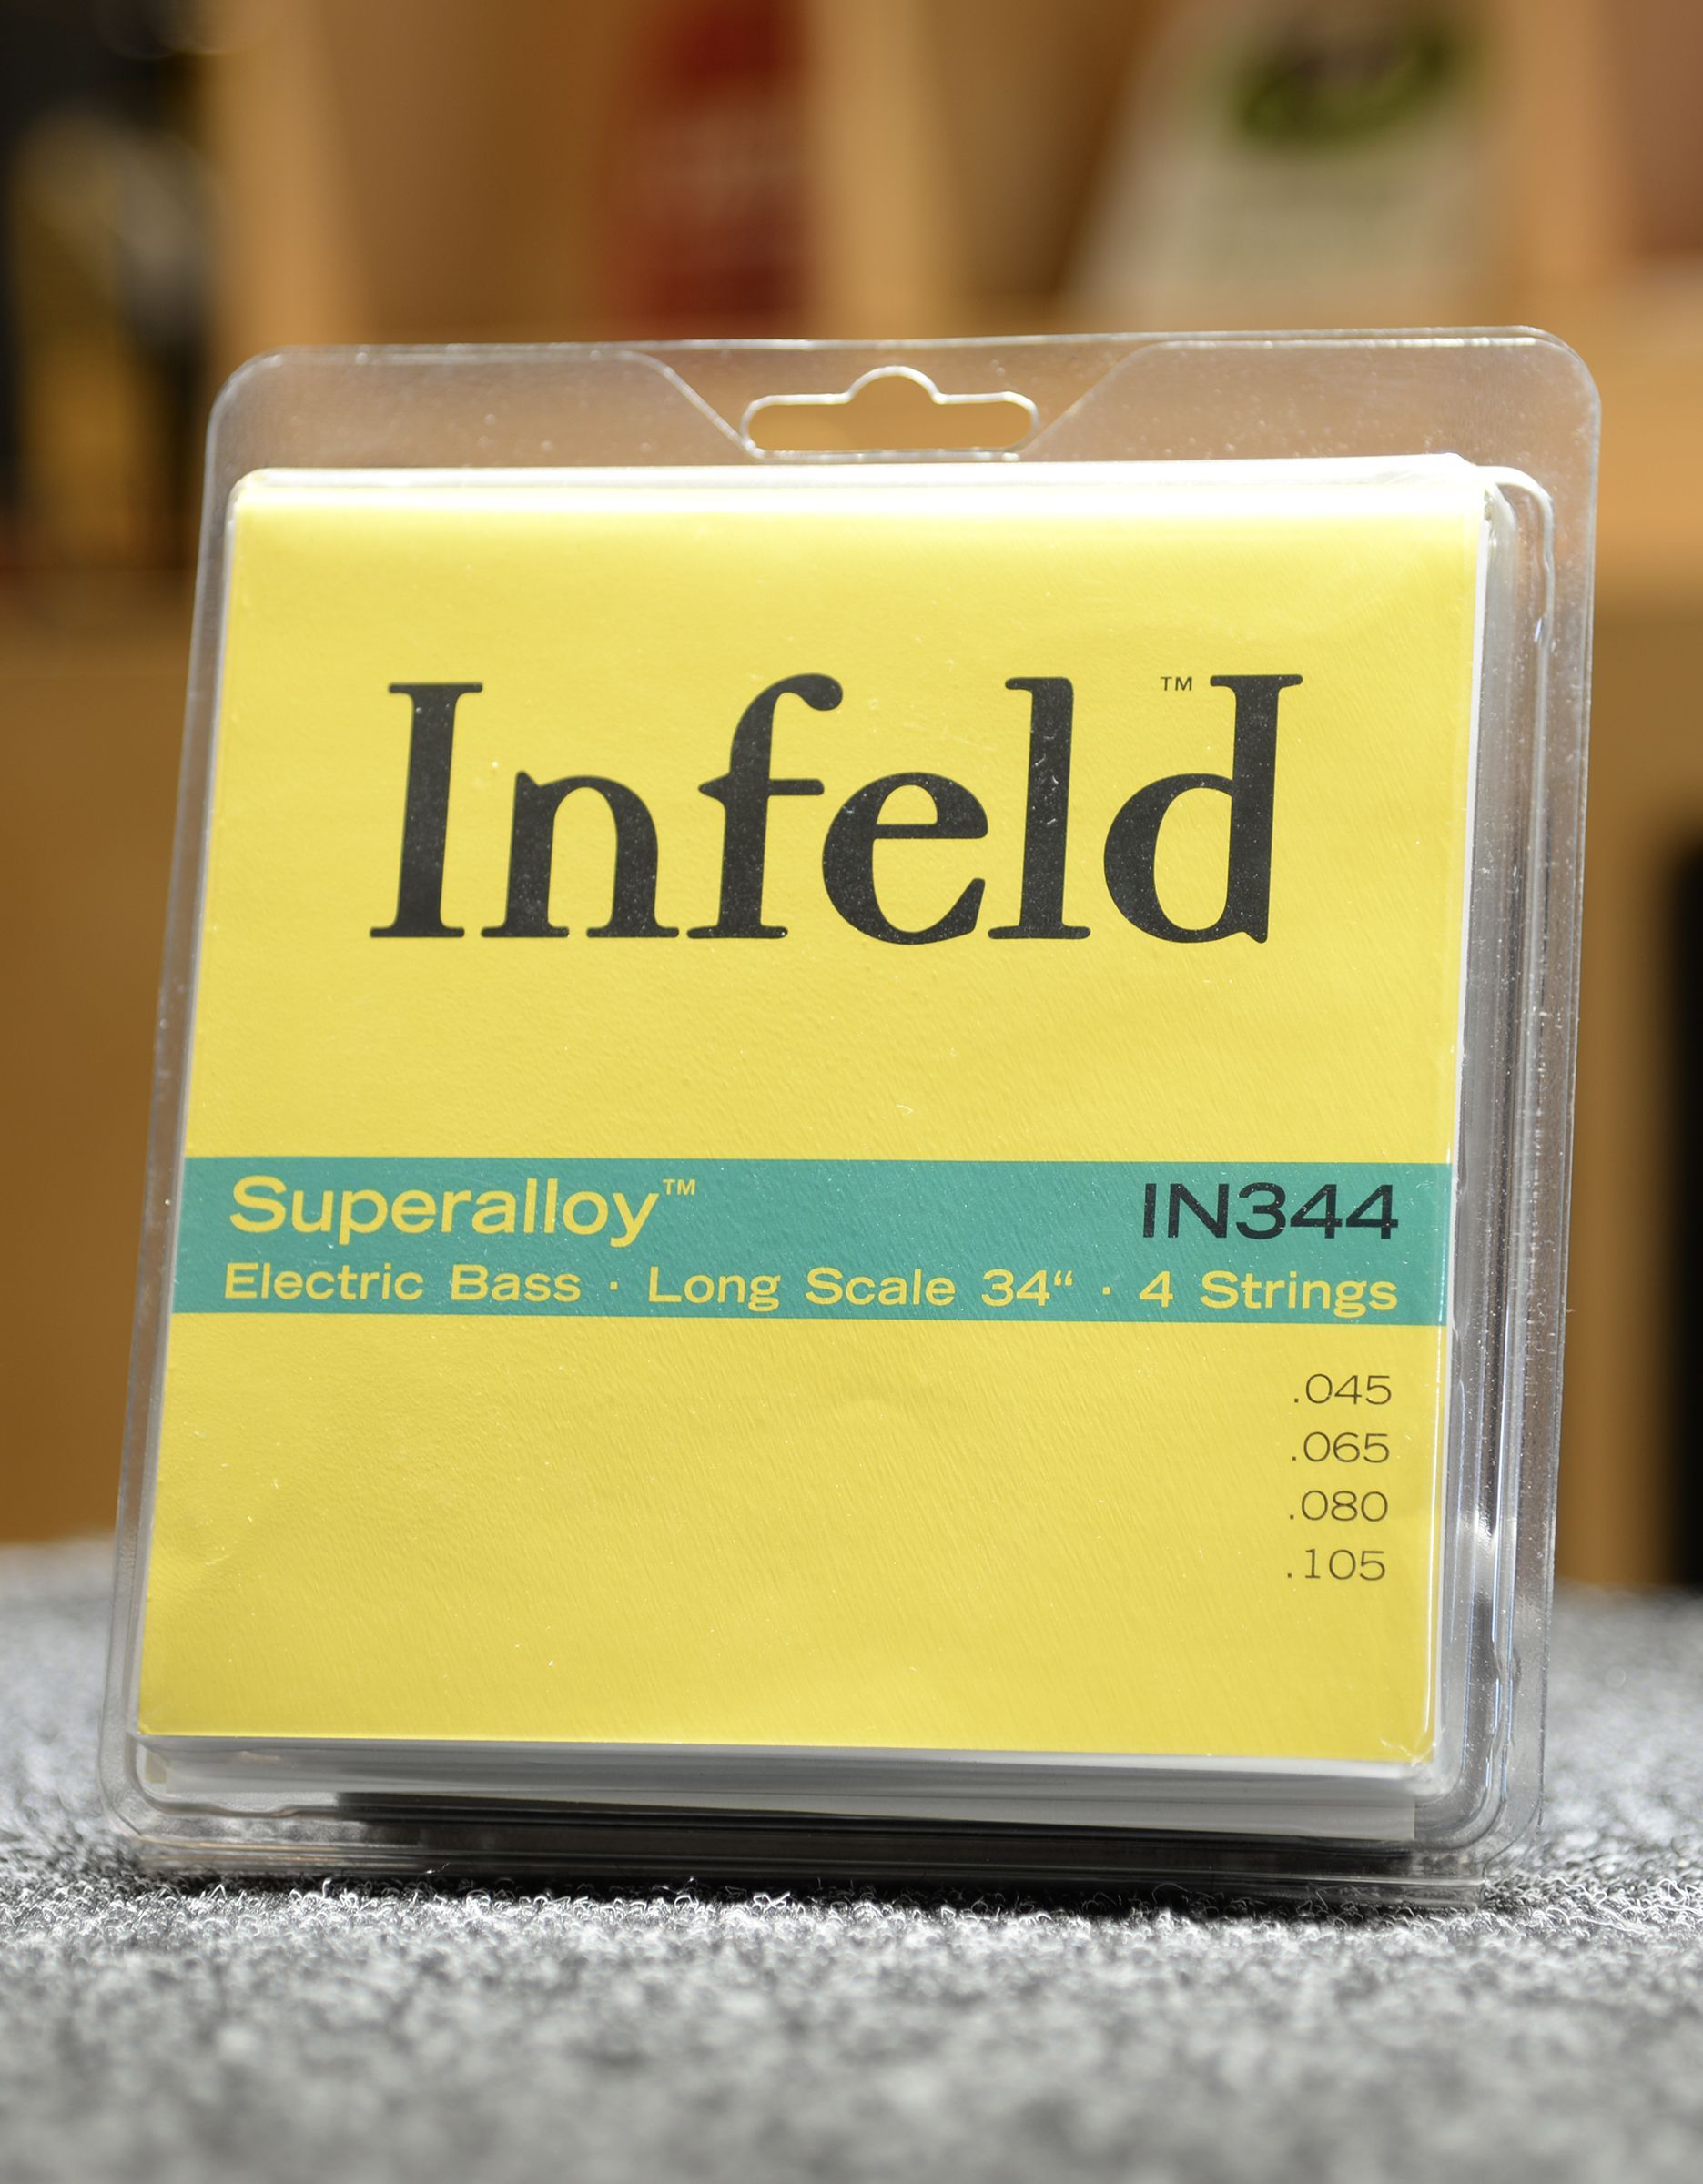 Infeld™
Superalloy™ IN344
Electric Bass · Long Scale 34“ · 4 Strings
.045
.065
.080
.105